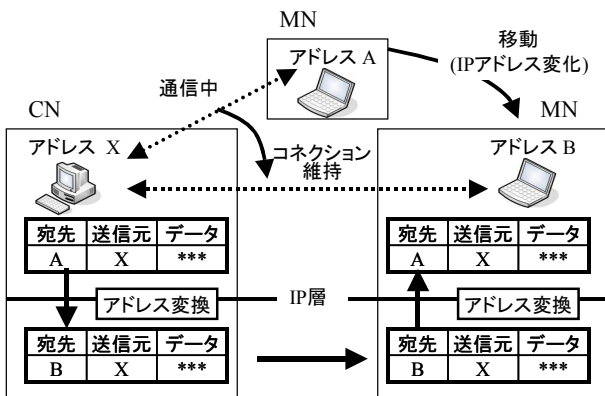 MN
アドレス A
移動
(IPアドレス変化)
通信中
CN
MN
アドレス X
コネクション
維持
アドレス B
宛先 送信元 データ
A X ***
宛先 送信元 データ
A X ***
アドレス変換
IP層
アドレス変換
宛先 送信元 データ
B X ***
宛先 送信元 データ
B X ***